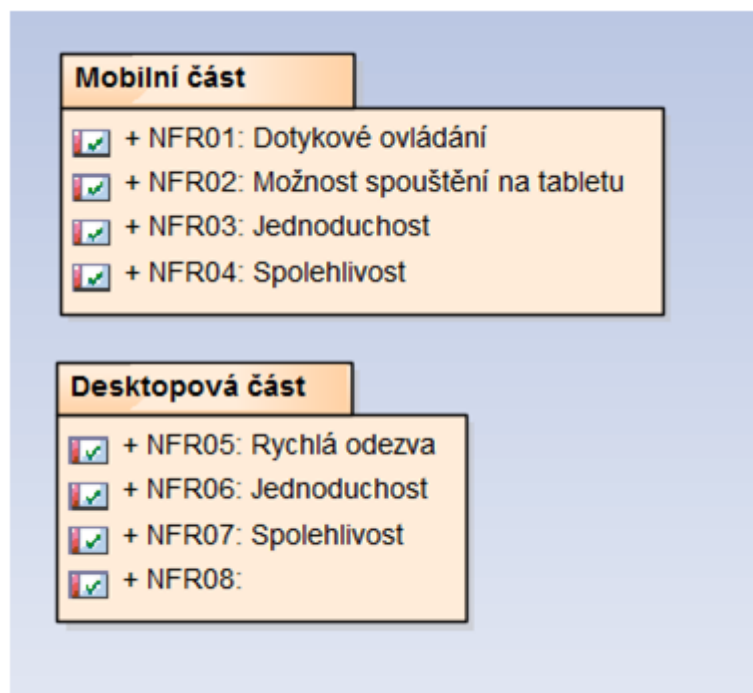 Mobilní část
+ NFR01: Dotykové ovládání
+ NFR02: Možnost spouštění na tabletu
+ NFR03: Jednoduchost
+ NFR04: Spolehlivost
Desktopová část
+ NFR05: Rychlá odezva
+ NFR06: Jednoduchost
+ NFR07: Spolehlivost
+ NFR08: